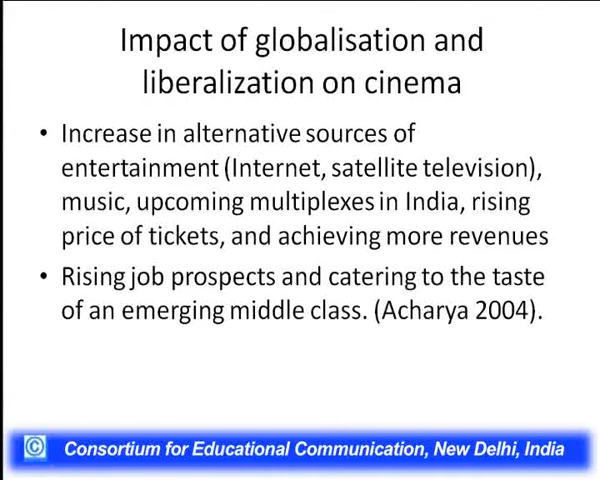 Impact of globalisation and
liberalization on cinema
• Increase in alternative sources of
entertainment (Internet, satellite television),
music, upcoming multiplexes in India, rising
price of tickets, and achieving more revenues
• Rising job prospects and catering to the taste
of an emerging middle class. (Acharya 2004).
© Consortium for Educational Communication, New Delhi, India